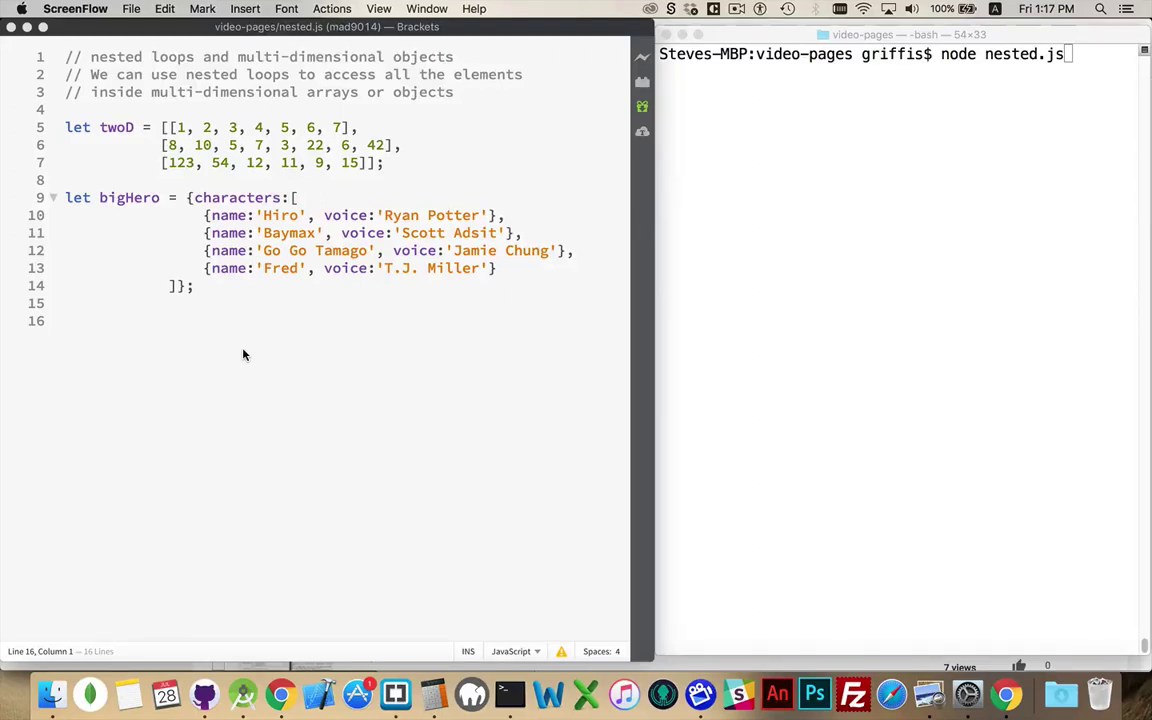 ScreenFlow File Edit Mark Insert Font Actions View Window Help 100% A Fri 1:17 PM
video-pages/nested.js (mad9014) — Brackets
video-pages — -bash — 54×33
1 // nested loops and multi-dimensional objects
2 // We can use nested loops to access all the elements
3 // inside multi-dimensional arrays or objects
4
5 let twoD = [[1, 2, 3, 4, 5, 6, 7],
6 [8, 10, 5, 7, 3, 22, 6, 42],
7 [123, 54, 12, 11, 9, 15]];
8
9 let bigHero = {characters:[
10 {name:'Hiro', voice:'Ryan Potter'},
11 {name:'Baymax', voice:'Scott Adsit'},
12 {name:'Go Go Tamago', voice:'Jamie Chung'},
13 {name:'Fred', voice:'T.J. Miller'}
14 ]};
15
16
Steves-MBP:video-pages griffis$ node nested.js
Line 16, Column 1 — 16 Lines
INS JavaScript Spaces: 4
7 views 0
JUL
28
1
An Ps Fz